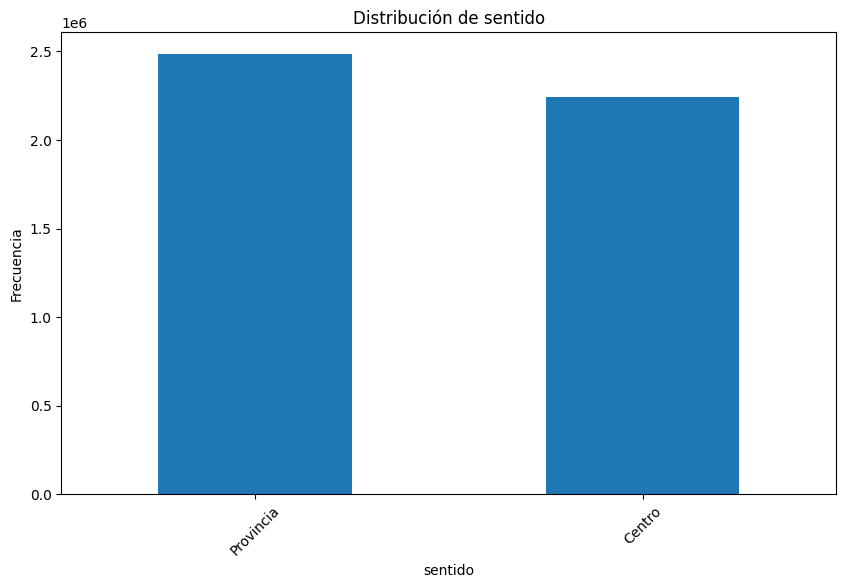 Distribución de sentido
1e6
2.5
2.0
1.5
1.0
0.5
0.0
Frecuencia
Provincia
Centro
sentido